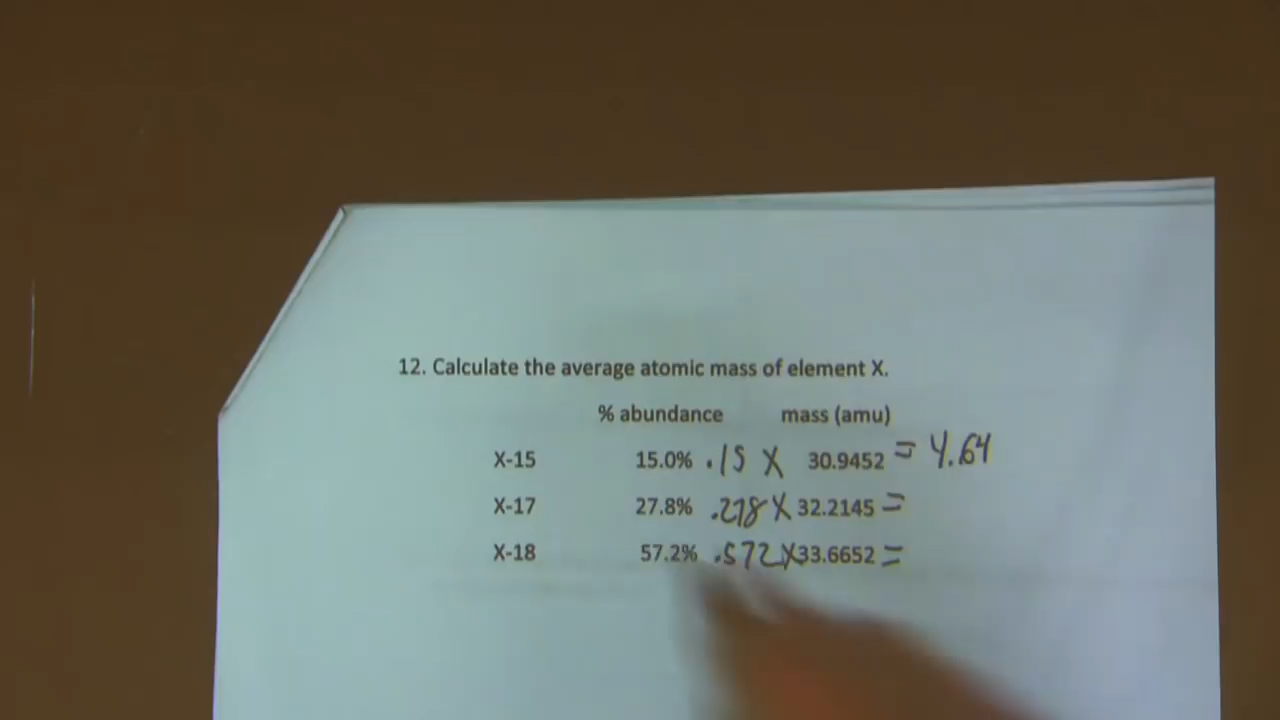 12. Calculate the average atomic mass of element X.
% abundance mass (amu)
X-15 15.0% .15 X 30.9452 = 4.64
X-17 27.8% .278 X 32.2145 =
X-18 57.2% .572 X 33.6652 =